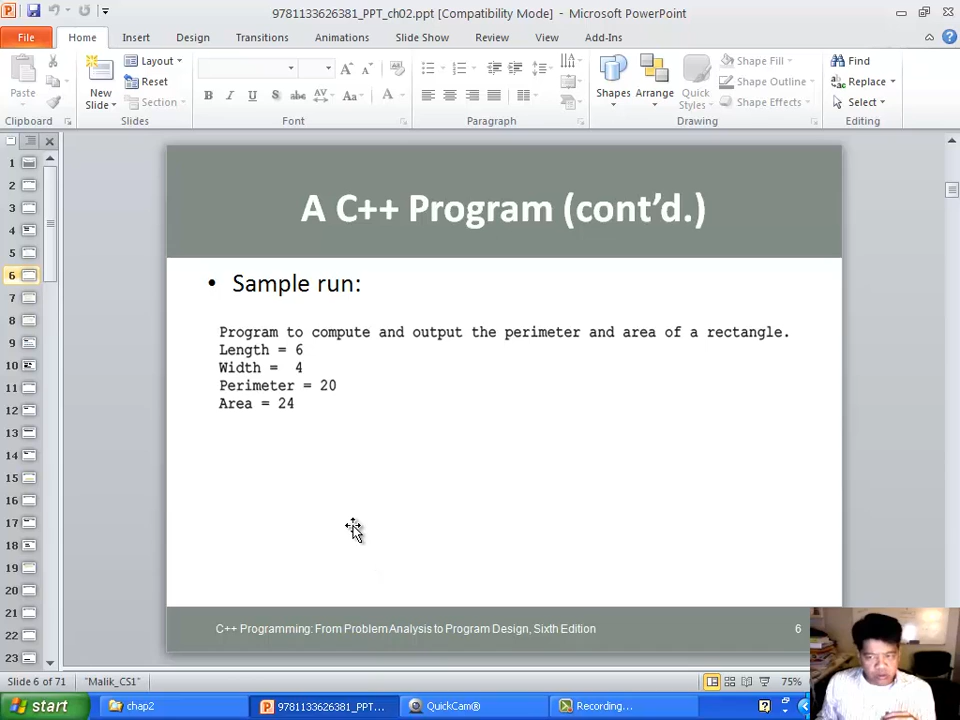 9781133626381_PPT_ch02.ppt [Compatibility Mode] - Microsoft PowerPoint
File Home Insert Design Transitions Animations Slide Show Review View Add-Ins
Paste
Clipboard
New Slide
Layout
Reset
Section
Slides
B I U S abc AV Aa A
Font
Paragraph
Shapes
Arrange
Quick Styles
Shape Fill
Shape Outline
Shape Effects
Drawing
Find
Replace
Select
Editing
1
2
3
4
5
6
7
8
9
10
11
12
13
14
15
16
17
18
19
20
21
22
23
A C++ Program (cont’d.)
• Sample run:
Program to compute and output the perimeter and area of a rectangle.
Length = 6
Width = 4
Perimeter = 20
Area = 24
C++ Programming: From Problem Analysis to Program Design, Sixth Edition 6
Slide 6 of 71 "Malik_CS1" 75%
start chap2 9781133626381_PPT... QuickCam® Recording...